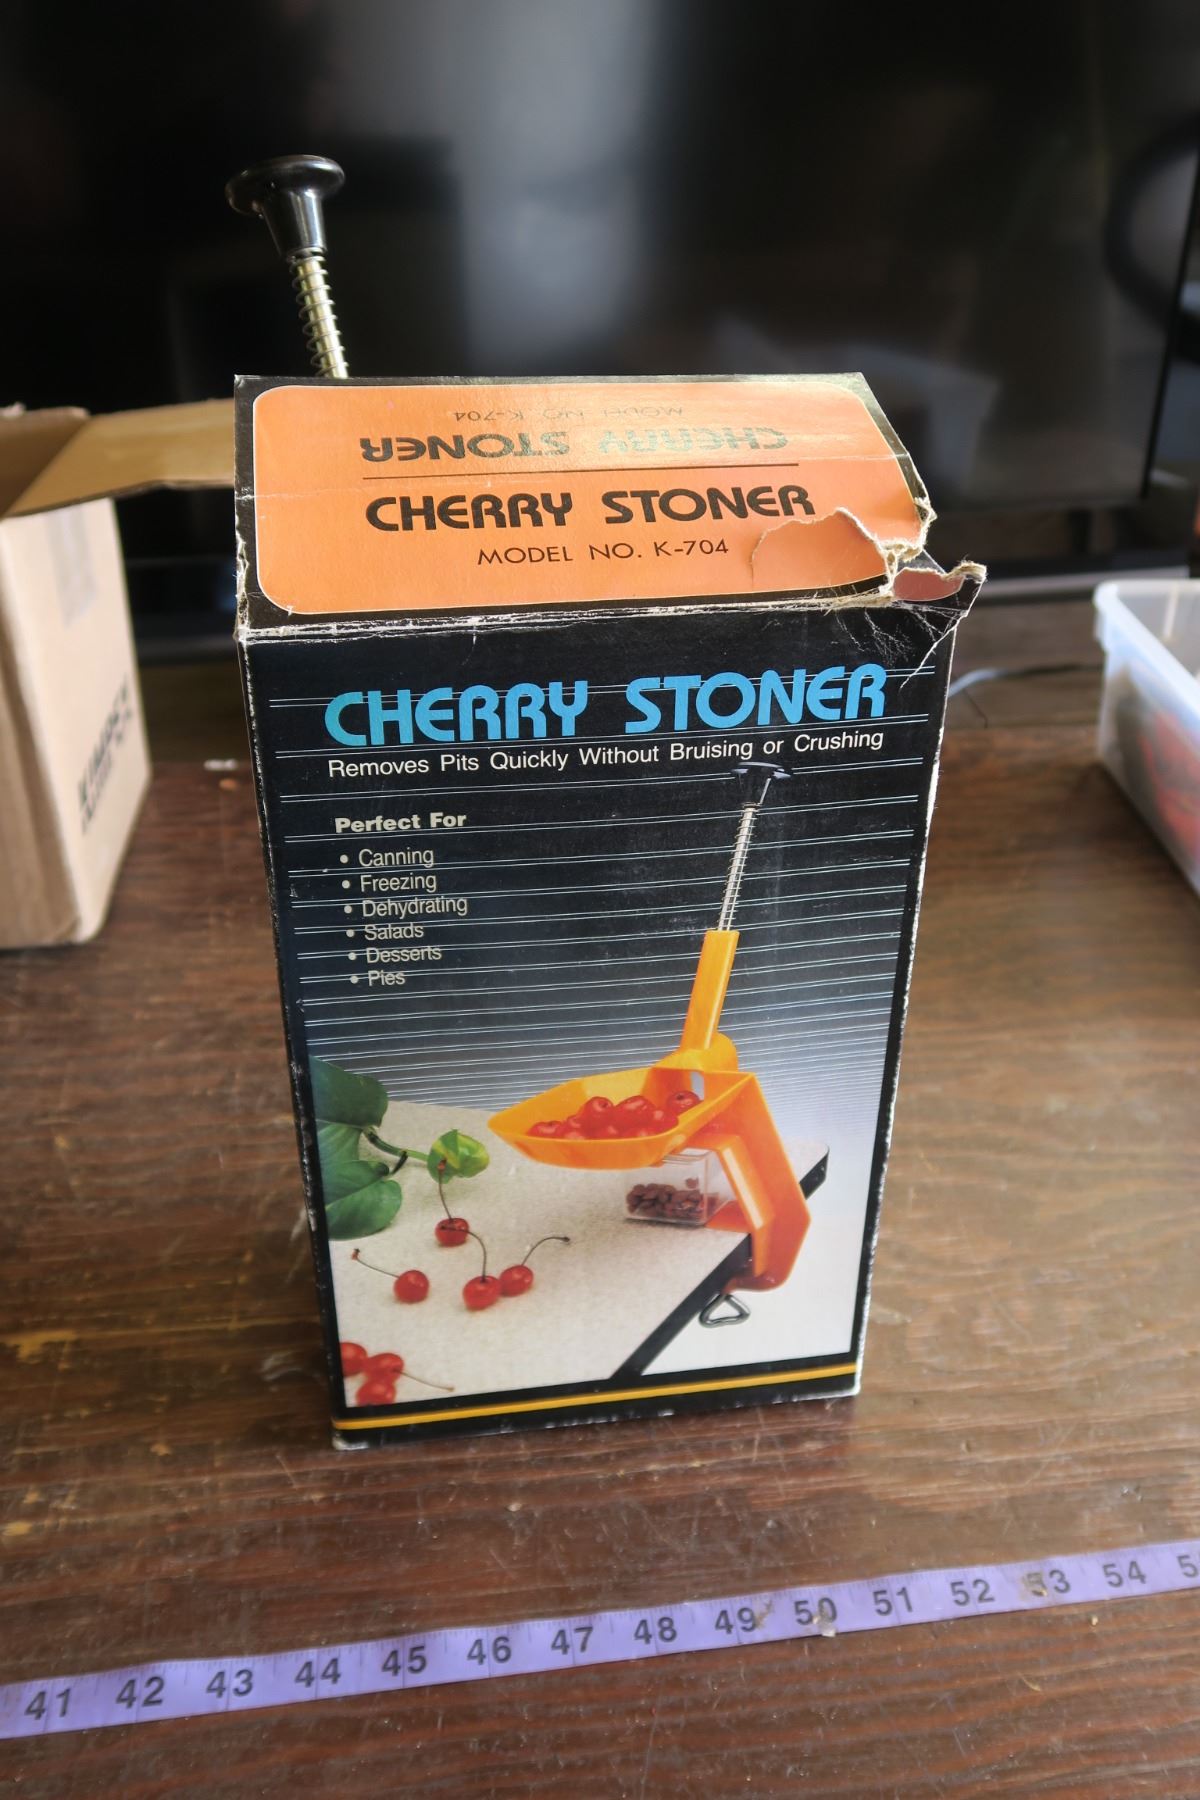 MODEL NO. K-704
CHERRY STONER
CHERRY STONER
MODEL NO. K-704
CHERRY STONER
Removes Pits Quickly Without Bruising or Crushing
Perfect For
• Canning
• Freezing
• Dehydrating
• Salads
• Desserts
• Pies
41 42 43 44 45 46 47 48 49 50 51 52 53 54